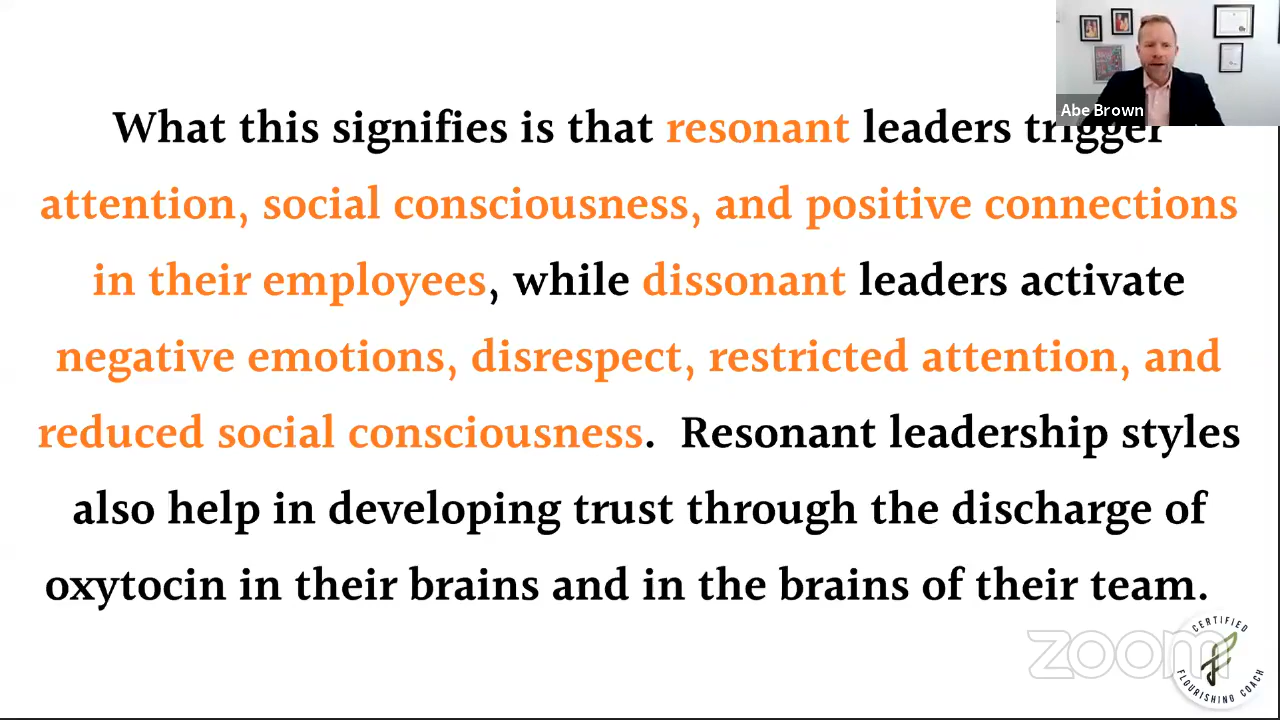 What this signifies is that resonant leaders trigger
attention, social consciousness, and positive connections
in their employees, while dissonant leaders activate
negative emotions, disrespect, restricted attention, and
reduced social consciousness. Resonant leadership styles
also help in developing trust through the discharge of
oxytocin in their brains and in the brains of their team.
Abe Brown
zoom
CERTIFIED
FLOURISHING COACH